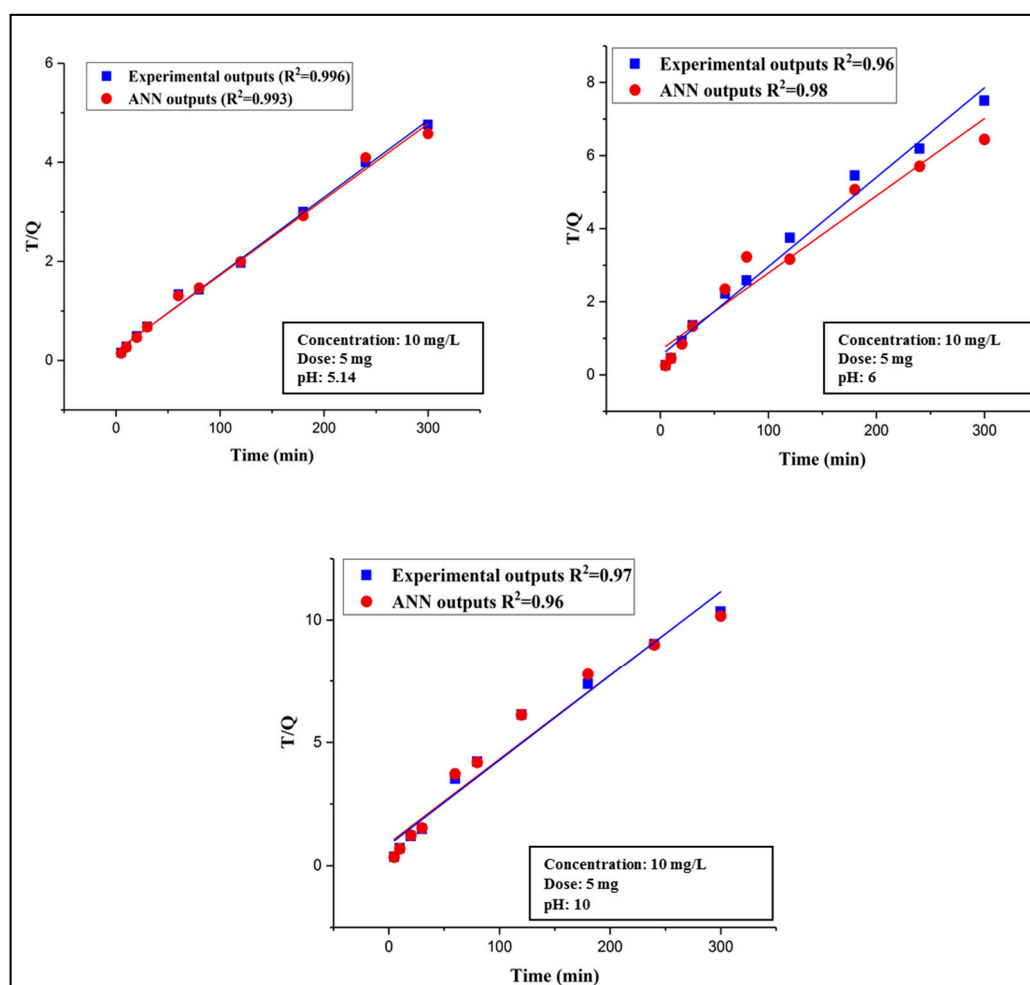 Experimental outputs (R²=0.996)
ANN outputs (R²=0.993)
6
4
2
0
T/Q
0 100 200 300
Time (min)
Concentration: 10 mg/L
Dose: 5 mg
pH: 5.14
Experimental outputs R²=0.96
ANN outputs R²=0.98
8
6
4
2
0
T/Q
0 100 200 300
Time (min)
Concentration: 10 mg/L
Dose: 5 mg
pH: 6
Experimental outputs R²=0.97
ANN outputs R²=0.96
10
5
0
T/Q
0 100 200 300
Time (min)
Concentration: 10 mg/L
Dose: 5 mg
pH: 10